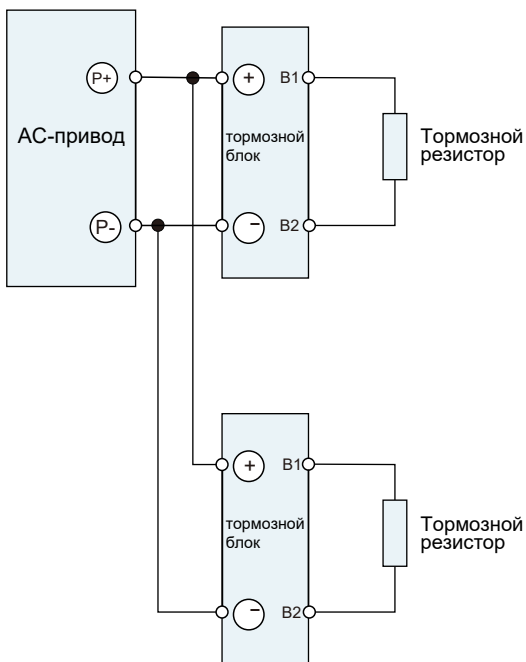 P+
+
B1
АС-привод
тормозной
блок
Тормозной
резистор
P-
−
B2
+
B1
тормозной
блок
Тормозной
резистор
−
B2